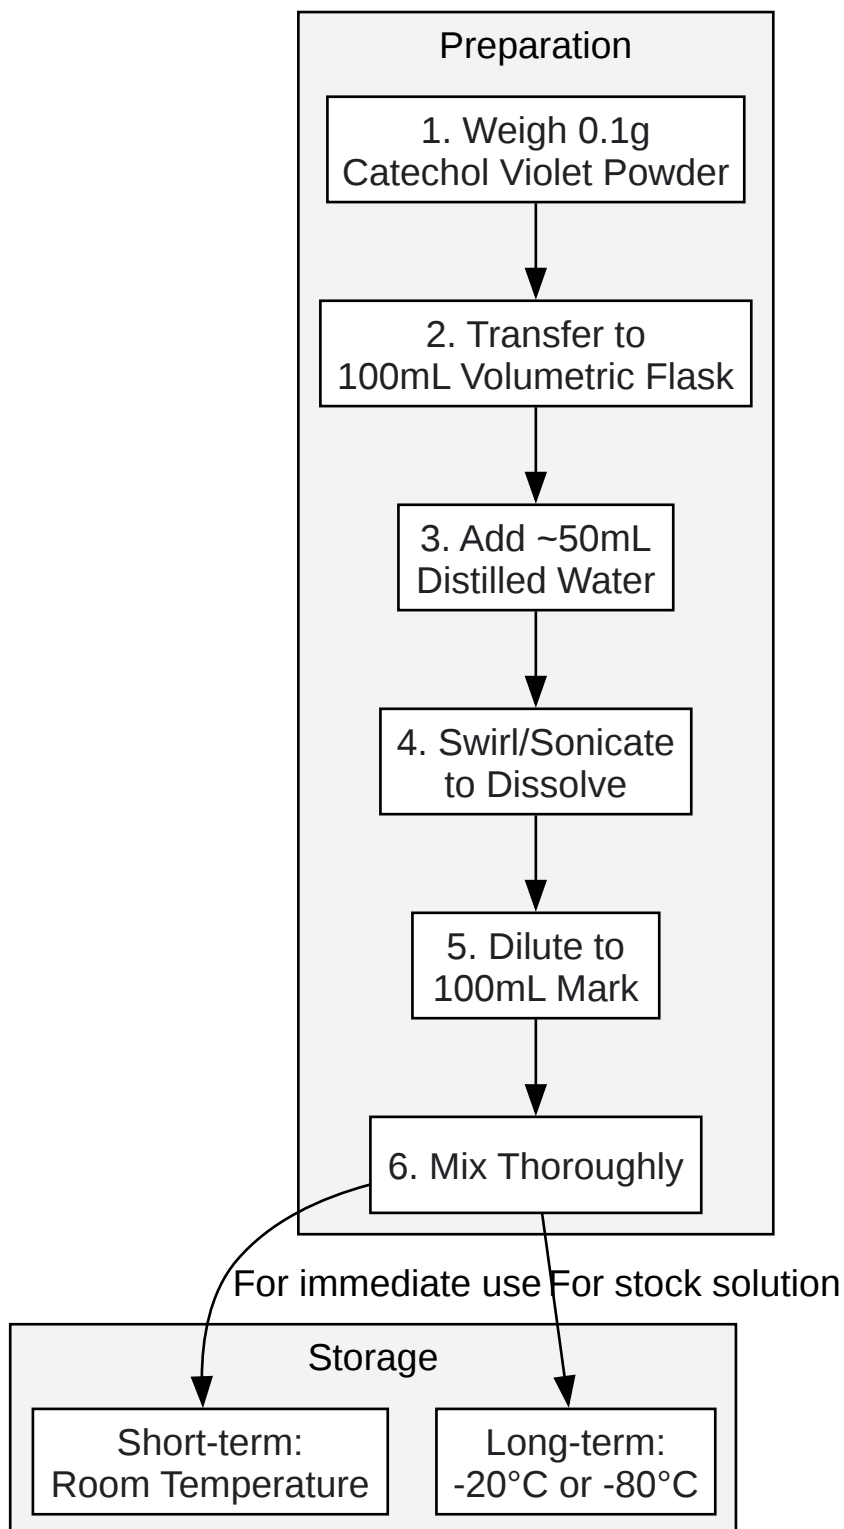 Preparation
1. Weigh 0.1g
Catechol Violet Powder
2. Transfer to
100mL Volumetric Flask
3. Add ~50mL
Distilled Water
4. Swirl/Sonicate
to Dissolve
5. Dilute to
100mL Mark
6. Mix Thoroughly
For immediate use
For stock solution
Storage
Short-term:
Room Temperature
Long-term:
-20°C or -80°C